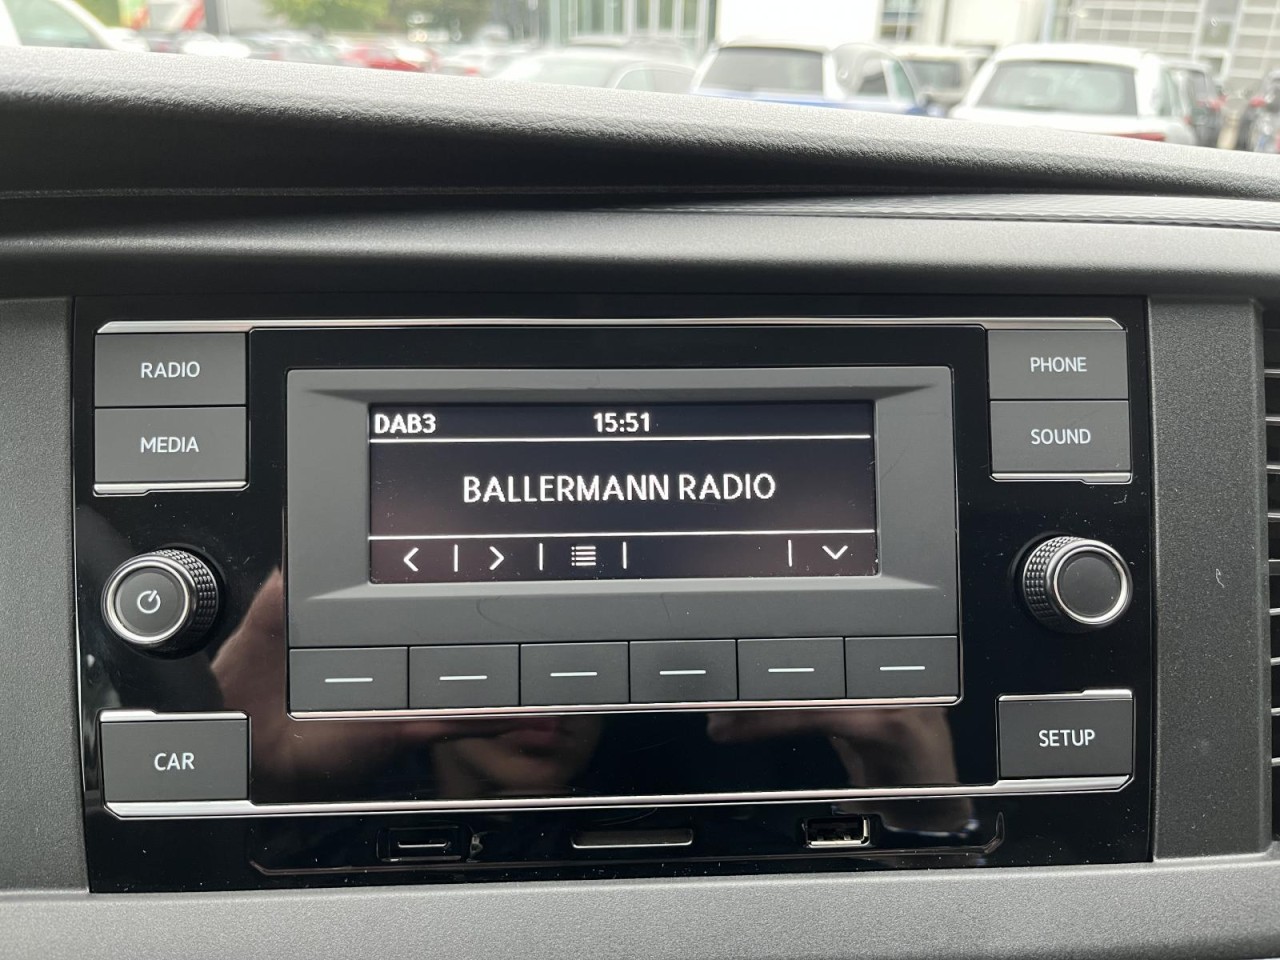 RADIO
MEDIA
DAB3 15:51
BALLERMANN RADIO
PHONE
SOUND
CAR
SETUP